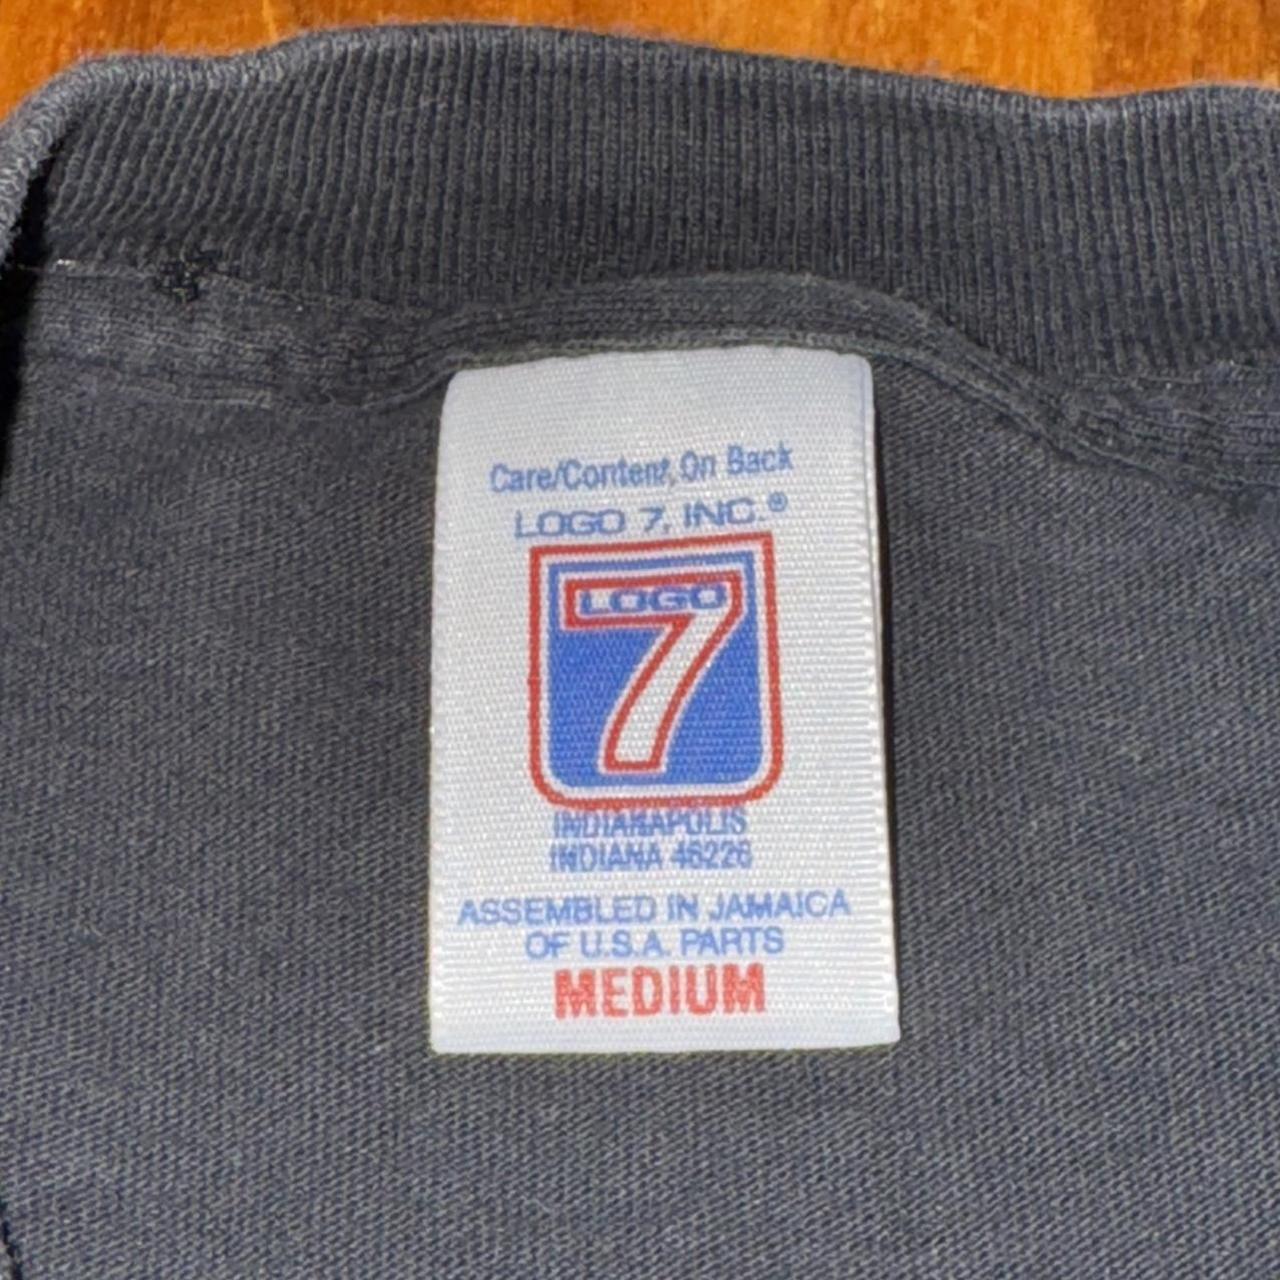 Care/Content On Back
LOGO 7, INC.®
LOGO
7
INDIANAPOLIS
INDIANA 46226
ASSEMBLED IN JAMAICA
OF U.S.A. PARTS
MEDIUM